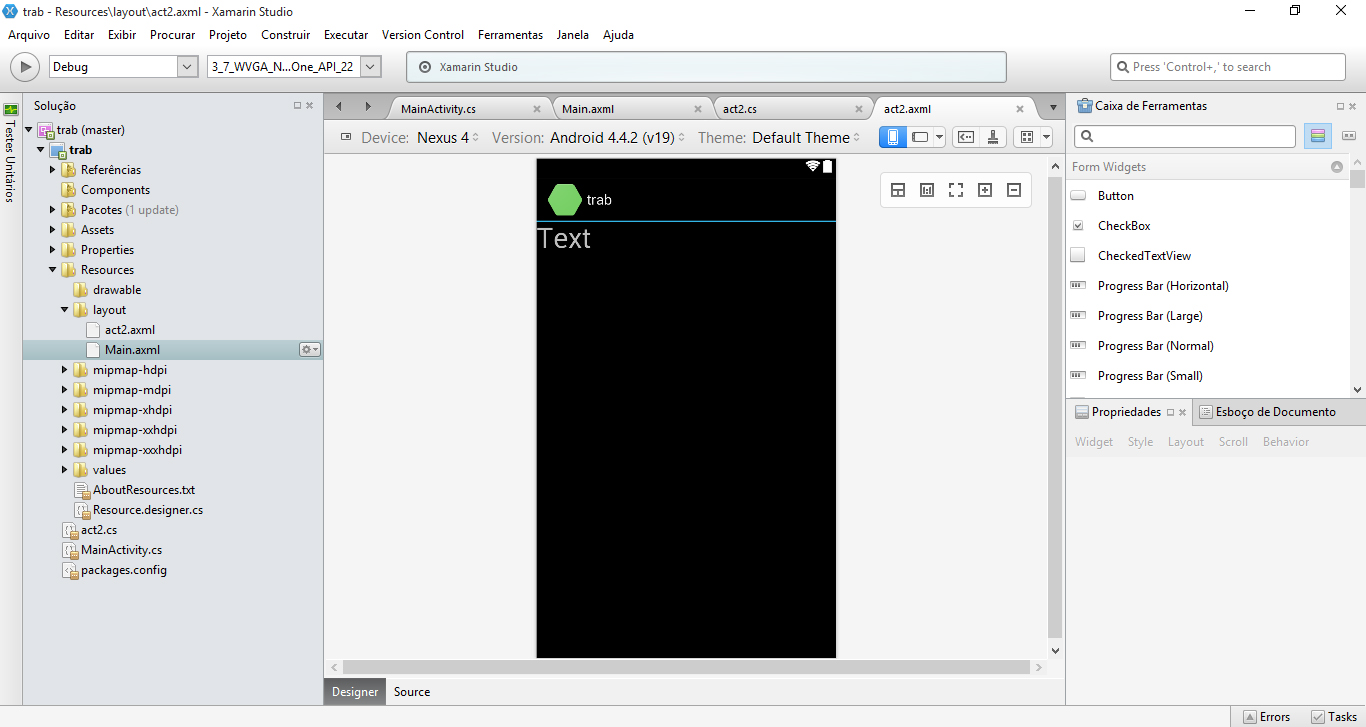 trab - Resources\layout\act2.axml - Xamarin Studio
Arquivo Editar Exibir Procurar Projeto Construir Executar Version Control Ferramentas Janela Ajuda
Debug 3_7_WVGA_N...One_API_22 Xamarin Studio Press 'Control+,' to search
Testes Unitários
Solução
trab (master)
trab
Referências
Components
Pacotes (1 update)
Assets
Properties
Resources
drawable
layout
act2.axml
Main.axml
mipmap-hdpi
mipmap-mdpi
mipmap-xhdpi
mipmap-xxhdpi
mipmap-xxxhdpi
values
AboutResources.txt
Resource.designer.cs
act2.cs
MainActivity.cs
packages.config
MainActivity.cs Main.axml act2.cs act2.axml
Device: Nexus 4 Version: Android 4.4.2 (v19) Theme: Default Theme
trab
Text
Designer Source
Caixa de Ferramentas
Form Widgets
Button
CheckBox
CheckedTextView
Progress Bar (Horizontal)
Progress Bar (Large)
Progress Bar (Normal)
Progress Bar (Small)
Propriedades Esboço de Documento
Widget Style Layout Scroll Behavior
Errors Tasks